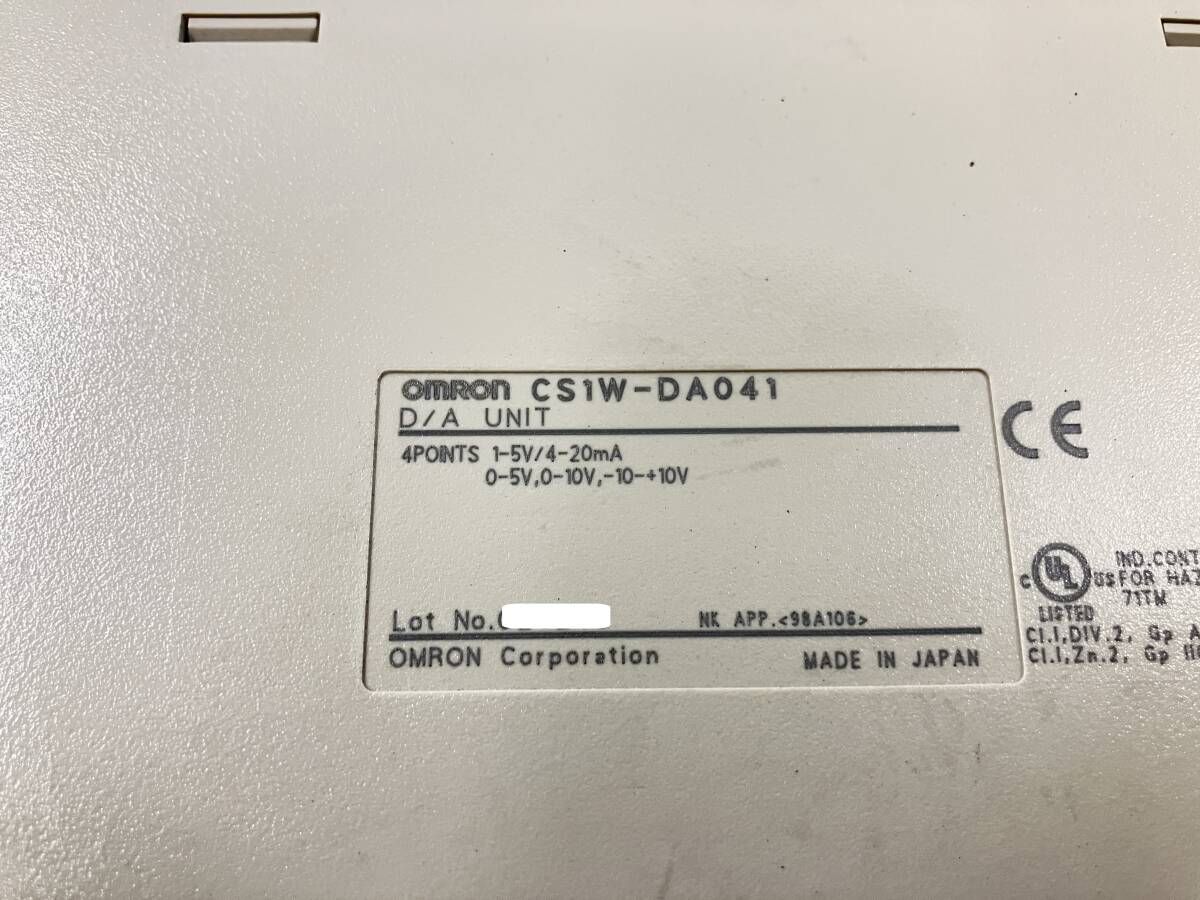 OMRON CS1W-DA041
D/A UNIT
4POINTS 1-5V/4-20mA
0-5V,0-10V,-10-+10V
Lot No.
NK APP.<98A106>
OMRON Corporation
MADE IN JAPAN
CE
C UL US
LISTED
IND.CONT
FOR HAZ
71TM
Cl.I,DIV.2, Gp A
Cl.I,Zn.2, Gp II